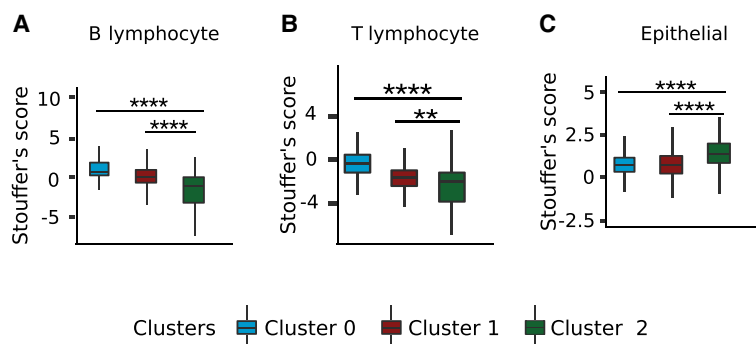 A
B lymphocyte
Stouffer's score
10
5
0
-5
****
****
B
T lymphocyte
Stouffer's score
4
0
-4
****
**
C
Epithelial
Stouffer's score
5
2.5
0
-2.5
****
****
Clusters Cluster 0 Cluster 1 Cluster 2